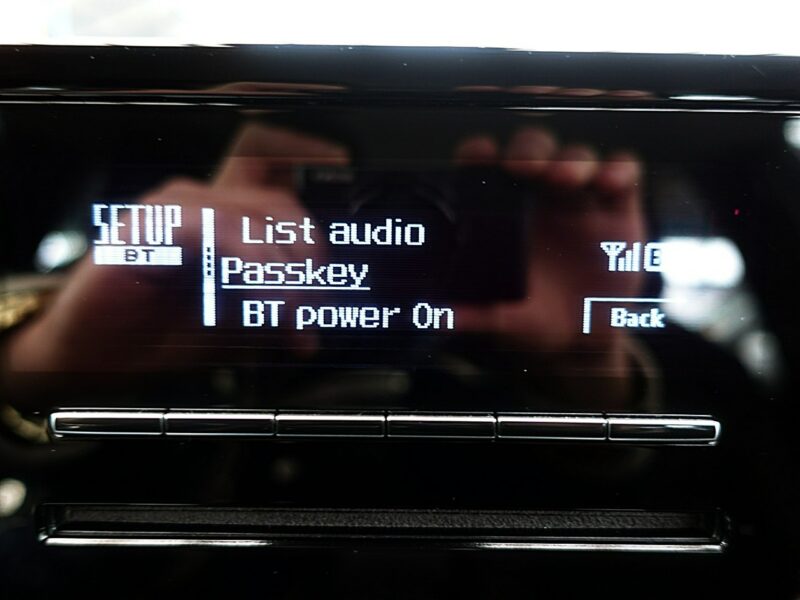 SETUP
BT
List audio
Passkey
BT power On
Back